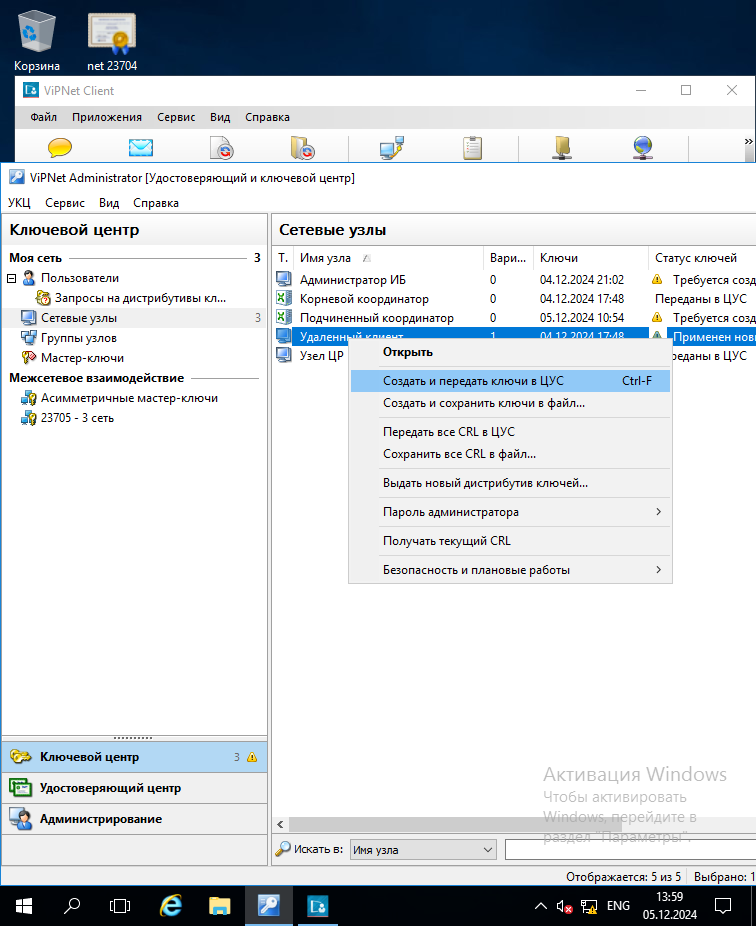 Корзина
net 23704
ViPNet Client
Файл Приложения Сервис Вид Справка
»
ViPNet Administrator [Удостоверяющий и ключевой центр]
УКЦ Сервис Вид Справка
Ключевой центр
Моя сеть 3
Пользователи
Запросы на дистрибутивы кл...
Сетевые узлы 3
Группы узлов
Мастер-ключи
Межсетевое взаимодействие
Асимметричные мастер-ключи
23705 - 3 сеть
Ключевой центр 3
Удостоверяющий центр
Администрирование
Сетевые узлы
Т. Имя узла Вари... Ключи Статус ключей
Администратор ИБ 0 04.12.2024 21:02 Требуется созд
Корневой координатор 0 04.12.2024 17:48 Переданы в ЦУС
Подчиненный координатор 0 05.12.2024 10:54 Требуется созд
Удаленный клиент 1 04.12.2024 17:48 Применен нов
Узел ЦР реданы в ЦУС
Открыть
Создать и передать ключи в ЦУС Ctrl-F
Создать и сохранить ключи в файл...
Передать все CRL в ЦУС
Сохранить все CRL в файл...
Выдать новый дистрибутив ключей...
Пароль администратора
Получать текущий CRL
Безопасность и плановые работы
Активация Windows
Чтобы активировать
Windows, перейдите в
раздел "Параметры".
Искать в: Имя узла
Отображается: 5 из 5 Выбрано: 1
ENG
13:59
05.12.2024